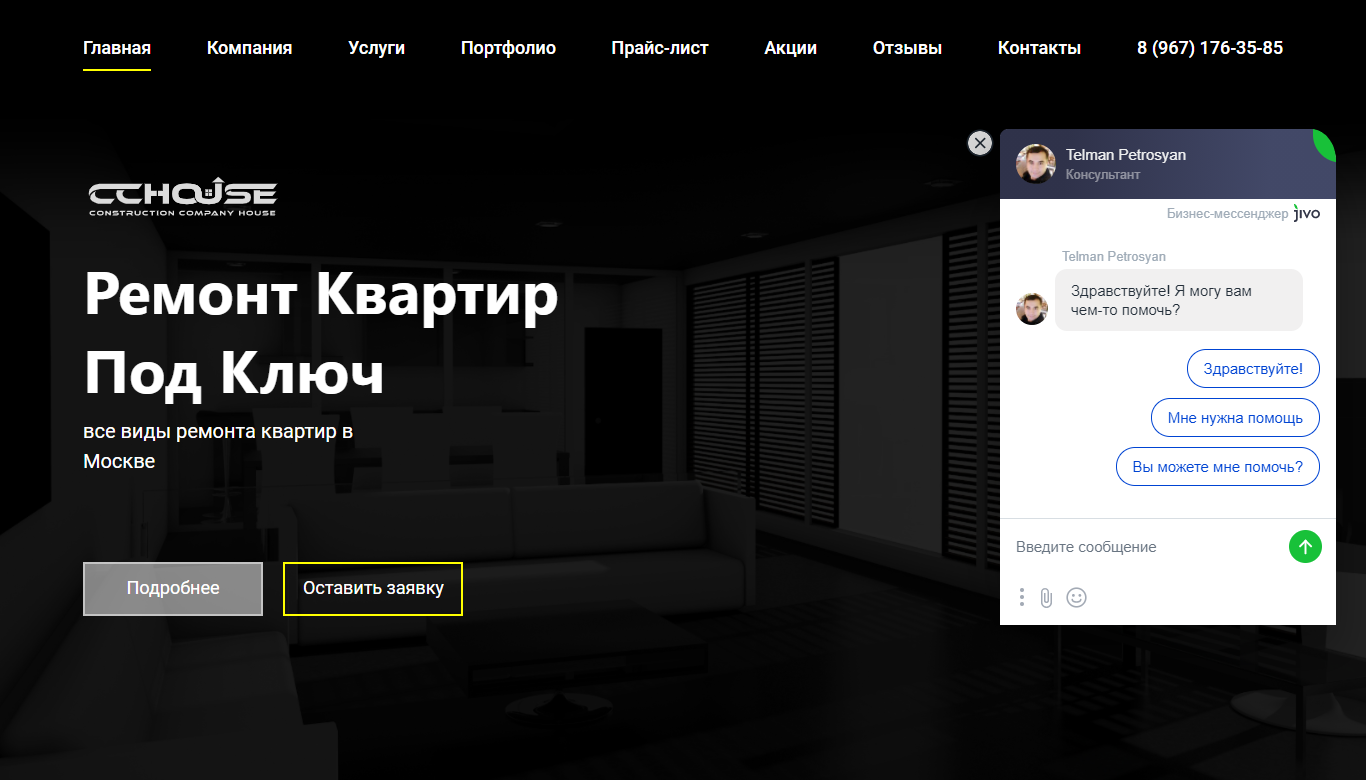 Главная Компания Услуги Портфолио Прайс-лист Акции Отзывы Контакты 8 (967) 176-35-85
CCHOUSE
CONSTRUCTION COMPANY HOUSE
Ремонт Квартир
Под Ключ
все виды ремонта квартир в
Москве
Подробнее Оставить заявку
Telman Petrosyan
Консультант
Бизнес-мессенджер jivo
Telman Petrosyan
Здравствуйте! Я могу вам
чем-то помочь?
Здравствуйте!
Мне нужна помощь
Вы можете мне помочь?
Введите сообщение